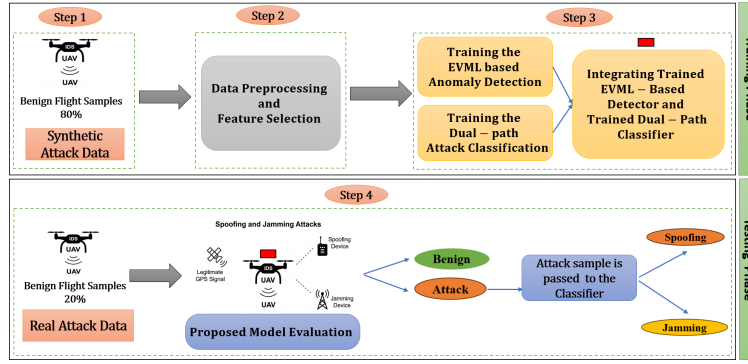 Step 1
IDS
UAV
UAV
Benign Flight Samples
80%
Synthetic
Attack Data
Step 2
Data Preprocessing
and
Feature Selection
Step 3
Training the
EVML based
Anomaly Detection
Training the
Dual – path
Attack Classification
Integrating Trained
EVML – Based
Detector and
Trained Dual – Path
Classifier
Step 4
IDS
UAV
UAV
Benign Flight Samples
20%
Real Attack Data
Spoofing and Jamming Attacks
Legitimate
GPS Signal
IDS
UAV
UAV
Spoofing
Device
Jamming
Device
Proposed Model Evaluation
Benign
Attack
Attack sample is
passed to the
Classifier
Spoofing
Jamming